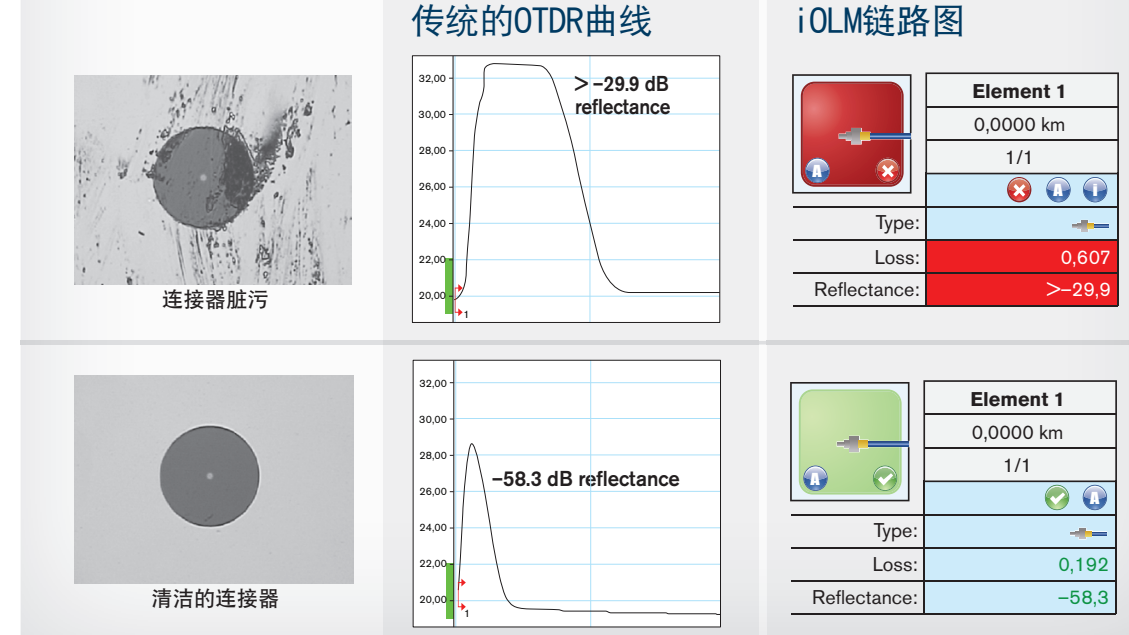 传统的OTDR曲线
iOLM链路图
连接器脏污
32,00
30,00
28,00
26,00
24,00
22,00
20,00
>−29.9 dB
reflectance
1
A
Element 1
0,0000 km
1/1
A i
Type:
Loss: 0,607
Reflectance: >−29,9
清洁的连接器
32,00
30,00
28,00
26,00
24,00
22,00
20,00
−58.3 dB reflectance
1
A
Element 1
0,0000 km
1/1
A
Type:
Loss: 0,192
Reflectance: −58,3